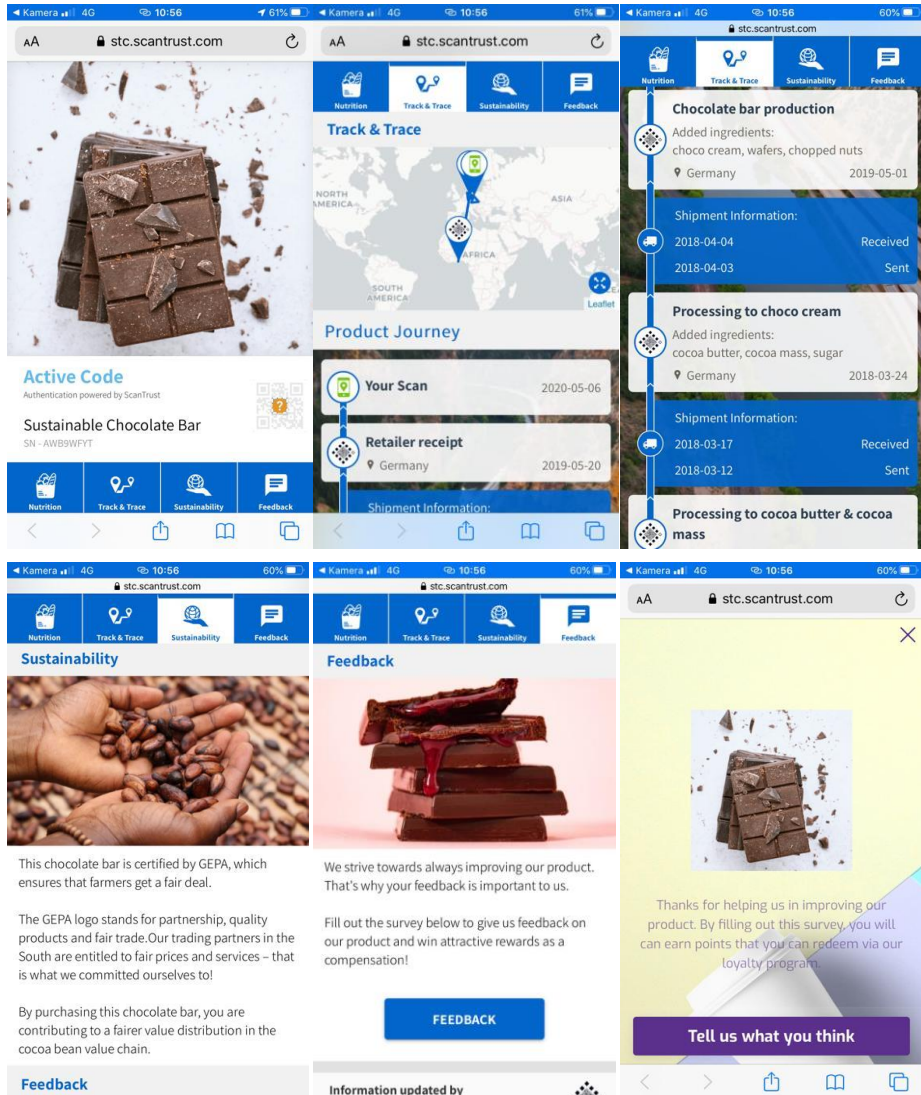 Kamera 4G 10:56 61%
AA stc.scantrust.com
Active Code
Authentication powered by ScanTrust
Sustainable Chocolate Bar
SN - AWB9WFYT
Nutrition Track & Trace Sustainability Feedback
Kamera 4G 10:56 61%
AA stc.scantrust.com
Nutrition Track & Trace Sustainability Feedback
Track & Trace
NORTH
AMERICA
ASIA
AFRICA
SOUTH
AMERICA
Leaflet
Product Journey
Your Scan 2020-05-06
Retailer receipt
Germany 2019-05-20
Shipment Information:
Kamera 4G 10:56 60%
stc.scantrust.com
Nutrition Track & Trace Sustainability Feedback
Chocolate bar production
Added ingredients:
choco cream, wafers, chopped nuts
Germany 2019-05-01
Shipment Information:
2018-04-04 Received
2018-04-03 Sent
Processing to choco cream
Added ingredients:
cocoa butter, cocoa mass, sugar
Germany 2018-03-24
Shipment Information:
2018-03-17 Received
2018-03-12 Sent
Processing to cocoa butter & cocoa
mass
Kamera 4G 10:56 60%
stc.scantrust.com
Nutrition Track & Trace Sustainability Feedback
Sustainability
This chocolate bar is certified by GEPA, which
ensures that farmers get a fair deal.
The GEPA logo stands for partnership, quality
products and fair trade.Our trading partners in the
South are entitled to fair prices and services – that
is what we committed ourselves to!
By purchasing this chocolate bar, you are
contributing to a fairer value distribution in the
cocoa bean value chain.
Feedback
Kamera 4G 10:56 60%
stc.scantrust.com
Nutrition Track & Trace Sustainability Feedback
Feedback
We strive towards always improving our product.
That's why your feedback is important to us.
Fill out the survey below to give us feedback on
our product and win attractive rewards as a
compensation!
FEEDBACK
Information updated by
Kamera 4G 10:56 60%
AA stc.scantrust.com
Thanks for helping us in improving our
product. By filling out this survey, you will
can earn points that you can redeem via our
loyalty program.
Tell us what you think